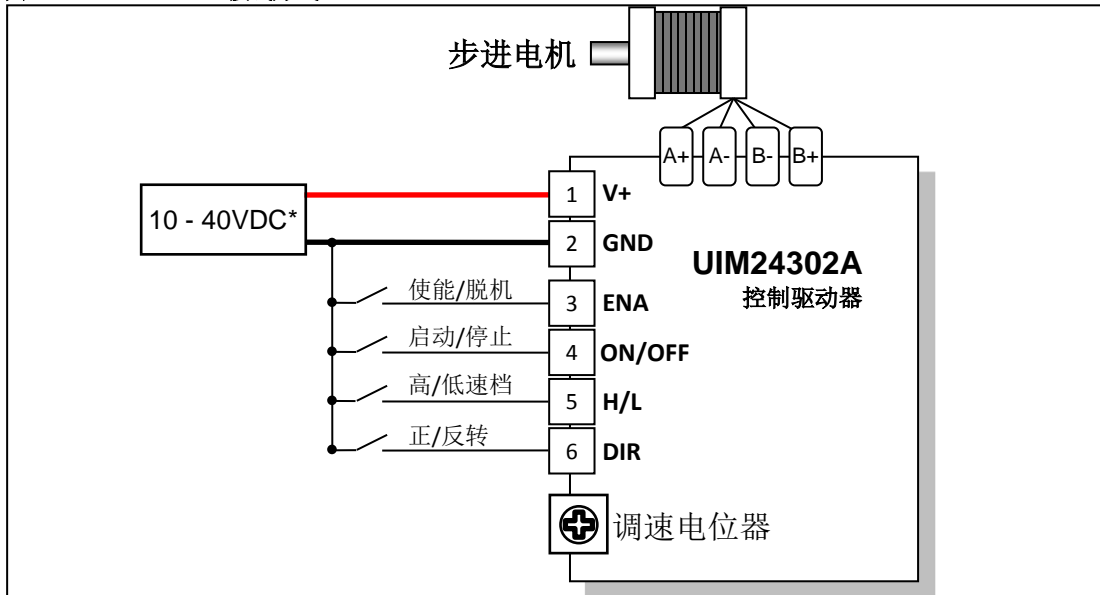 步进电机
A+ A- B- B+
10 - 40VDC*
1 V+
2 GND
UIM24302A
控制驱动器
使能/脱机
3 ENA
启动/停止
4 ON/OFF
高/低速档
5 H/L
正/反转
6 DIR
调速电位器